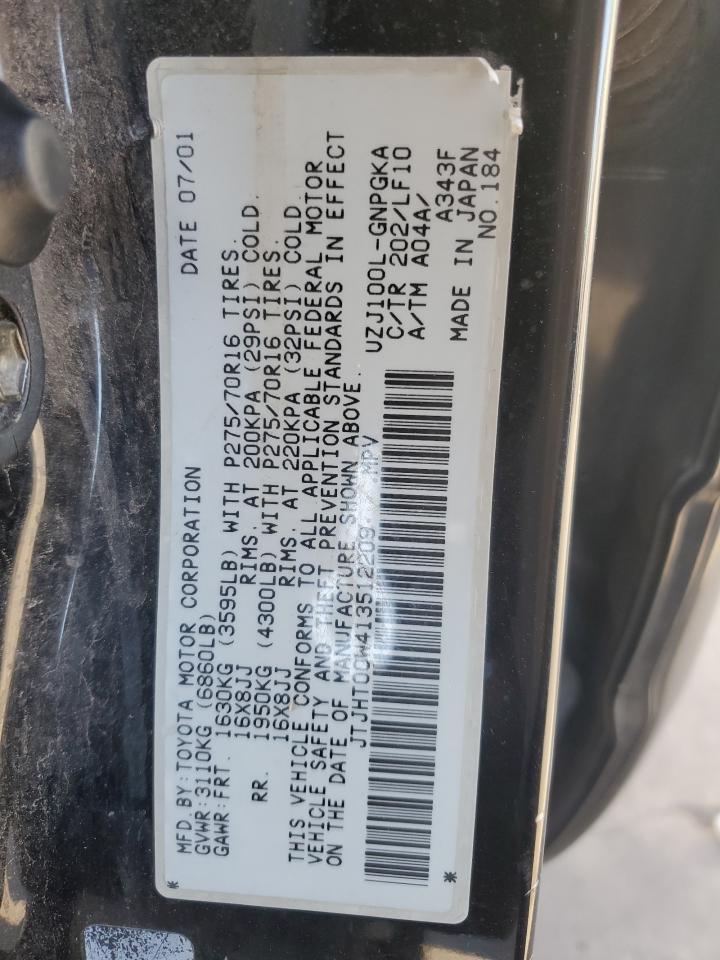 MFD. BY: TOYOTA MOTOR CORPORATION DATE 07/01
GVWR: 3110KG (6860LB)
GAWR: FRT. 1630KG (3595LB) WITH P275/70R16 TIRES.
16X8JJ RIMS. AT 200KPA (29PSI) COLD.
RR. 1950KG (4300LB) WITH P275/70R16 TIRES.
16X8JJ RIMS. AT 220KPA (32PSI) COLD.
THIS VEHICLE CONFORMS TO ALL APPLICABLE FEDERAL MOTOR
VEHICLE SAFETY AND THEFT PREVENTION STANDARDS IN EFFECT
ON THE DATE OF MANUFACTURE SHOWN ABOVE.
MPV
UZJ100L-GNPGKA
C/TR 202/LF10
A/TM A04A/
A343F
MADE IN JAPAN
NO. 184
* *